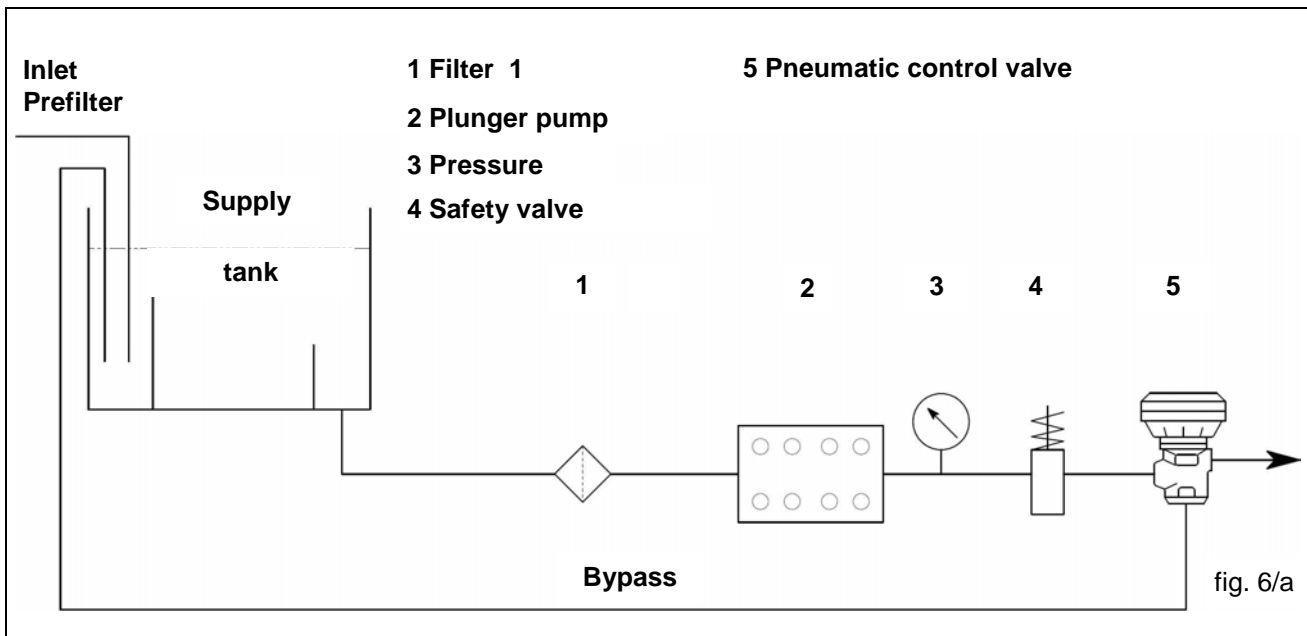 Inlet
Prefilter
1 Filter 1
2 Plunger pump
3 Pressure
4 Safety valve
5 Pneumatic control valve
Supply
tank
1 2 3 4 5
Bypass
fig. 6/a